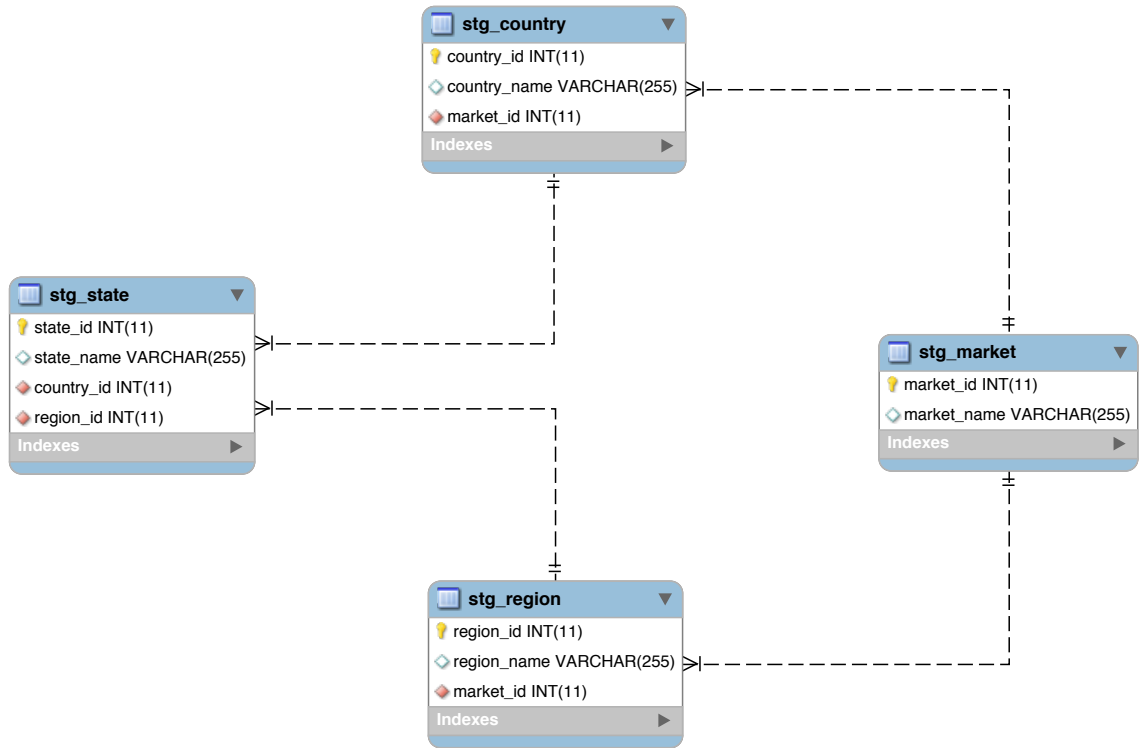 stg_country
country_id INT(11)
country_name VARCHAR(255)
market_id INT(11)
Indexes
stg_state
state_id INT(11)
state_name VARCHAR(255)
country_id INT(11)
region_id INT(11)
Indexes
stg_market
market_id INT(11)
market_name VARCHAR(255)
Indexes
stg_region
region_id INT(11)
region_name VARCHAR(255)
market_id INT(11)
Indexes